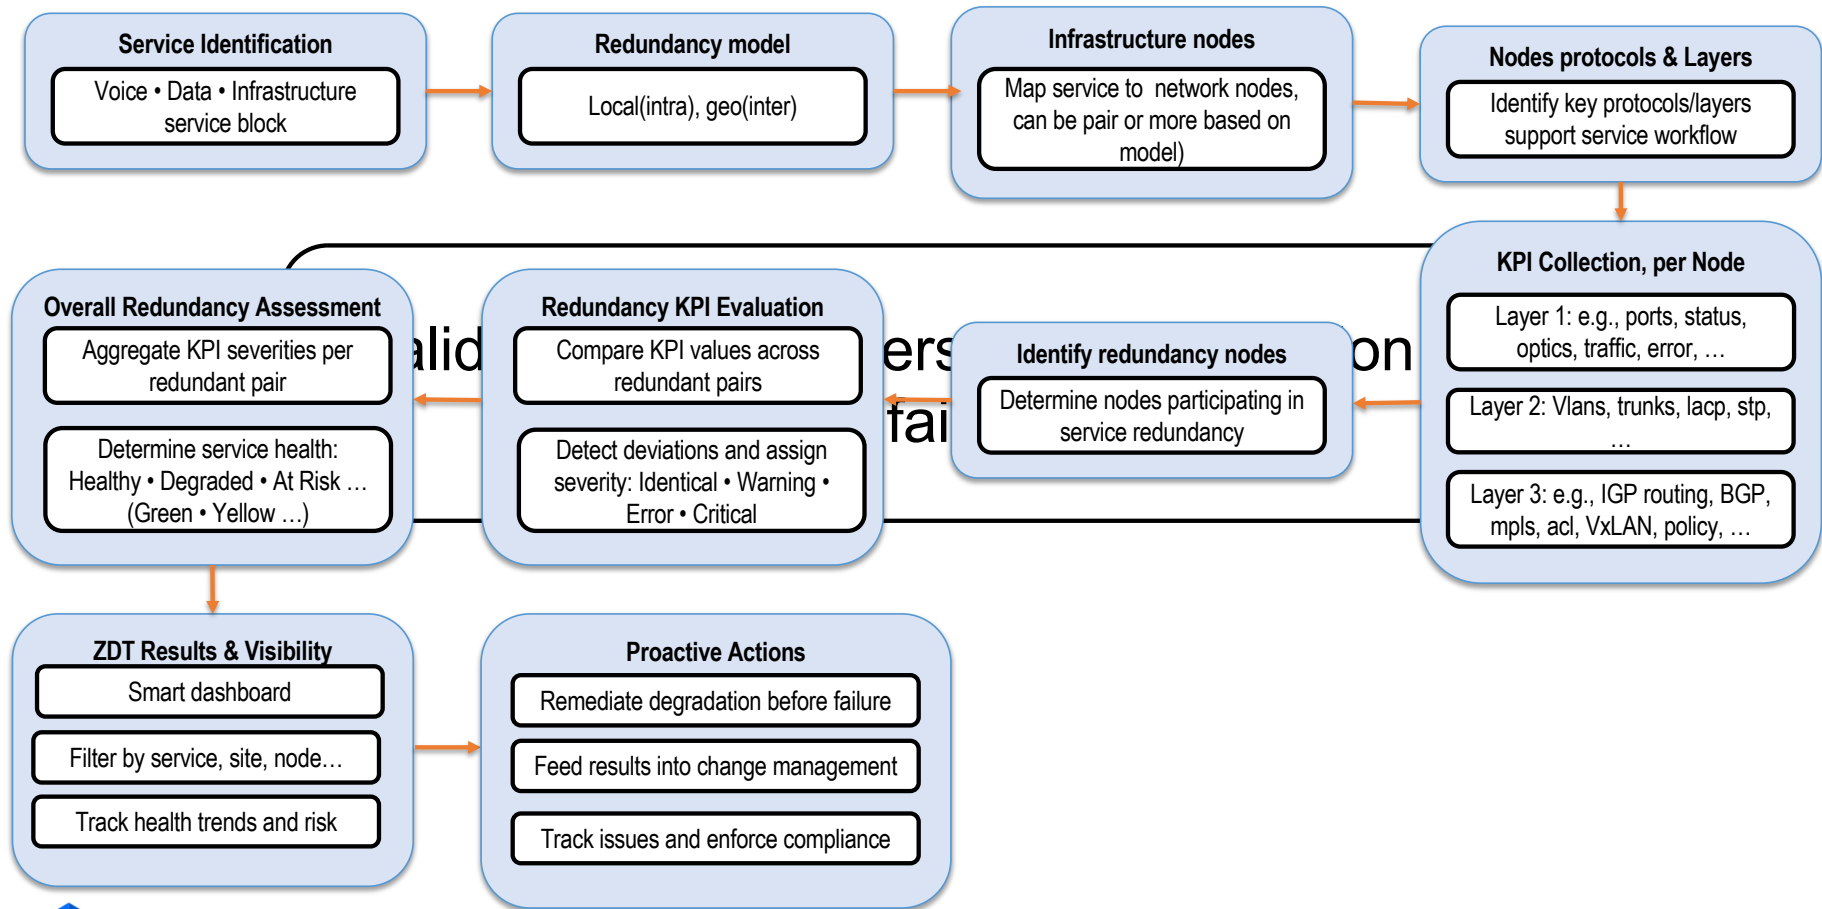 Service Identification
Voice • Data • Infrastructure
service block
Redundancy model
Local(intra), geo(inter)
Infrastructure nodes
Map service to network nodes,
can be pair or more based on
model)
Nodes protocols & Layers
Identify key protocols/layers
support service workflow
KPI Collection, per Node
Layer 1: e.g., ports, status,
optics, traffic, error, …
Layer 2: Vlans, trunks, lacp, stp,
…
Layer 3: e.g., IGP routing, BGP,
mpls, acl, VxLAN, policy, …
Identify redundancy nodes
Determine nodes participating in
service redundancy
Redundancy KPI Evaluation
Compare KPI values across
redundant pairs
Detect deviations and assign
severity: Identical • Warning •
Error • Critical
Overall Redundancy Assessment
Aggregate KPI severities per
redundant pair
Determine service health:
Healthy • Degraded • At Risk …
(Green • Yellow …)
ZDT Results & Visibility
Smart dashboard
Filter by service, site, node…
Track health trends and risk
Proactive Actions
Remediate degradation before failure
Feed results into change management
Track issues and enforce compliance